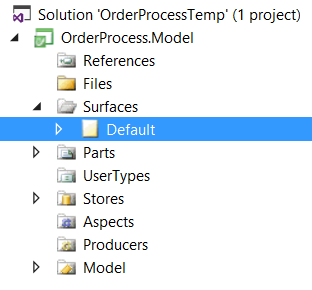 Solution 'OrderProcessTemp' (1 project)
OrderProcess.Model
References
Files
Surfaces
Default
Parts
UserTypes
Stores
Aspects
Producers
Model